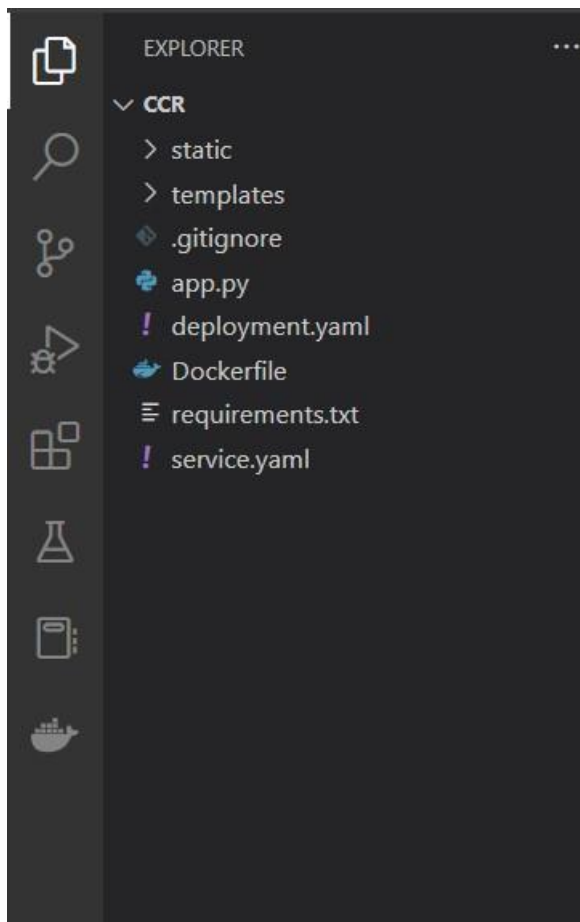 EXPLORER
CCR
static
templates
.gitignore
app.py
deployment.yaml
Dockerfile
requirements.txt
service.yaml